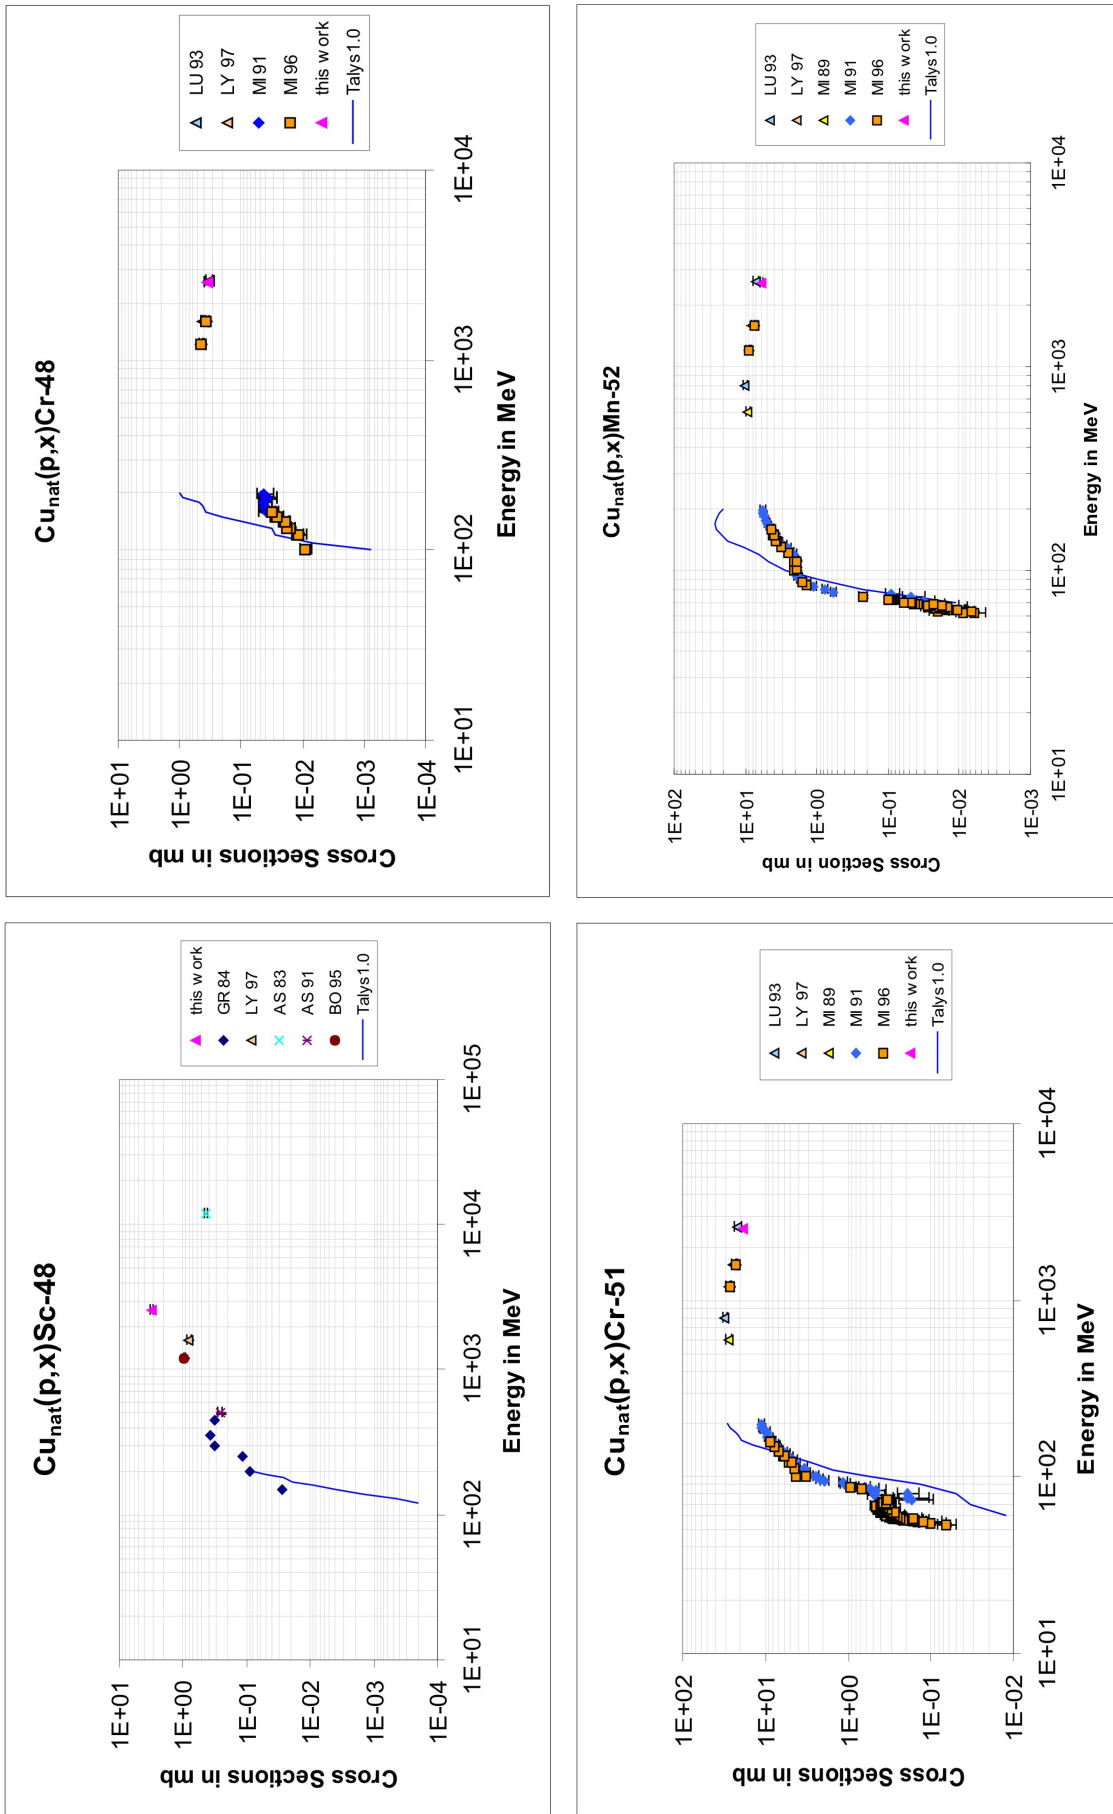 Cu nat(p,x)Sc-48
1E+01
1E+00
1E-01
1E-02
1E-03
1E-04
1E+01
1E+02
1E+03
1E+04
1E+05
Energy in MeV
Cross Sections in mb
this work
GR 84
LY 97
AS 83
AS 91
BO 95
Talys1.0
Cu nat(p,x)Cr-48
1E+01
1E+00
1E-01
1E-02
1E-03
1E-04
1E+01
1E+02
1E+03
1E+04
Energy in MeV
Cross Sections in mb
LU 93
LY 97
MI 91
MI 96
this work
Talys1.0
Cu nat(p,x)Cr-51
1E+02
1E+01
1E+00
1E-01
1E-02
1E+01
1E+02
1E+03
1E+04
Energy in MeV
Cross Sections in mb
LU 93
LY 97
MI 89
MI 91
MI 96
this work
Talys1.0
Cu nat(p,x)Mn-52
1E+02
1E+01
1E+00
1E-01
1E-02
1E-03
1E+01
1E+02
1E+03
1E+04
Energy in MeV
Cross Section in mb
LU 93
LY 97
MI 89
MI 91
MI 96
this work
Talys1.0